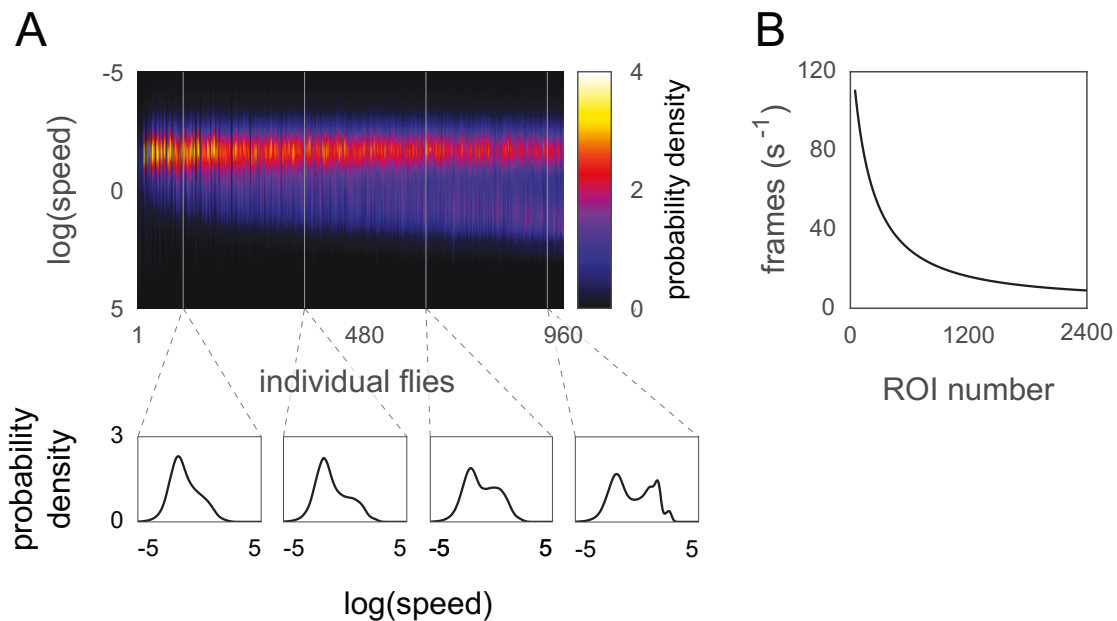 A
B
-5
0
5
log(speed)
1
480
960
individual flies
4
2
0
probability density
120
80
40
0
frames (s⁻¹)
0
1200
2400
ROI number
probability
density
3
0
-5
5
-5
5
-5
5
-5
5
log(speed)